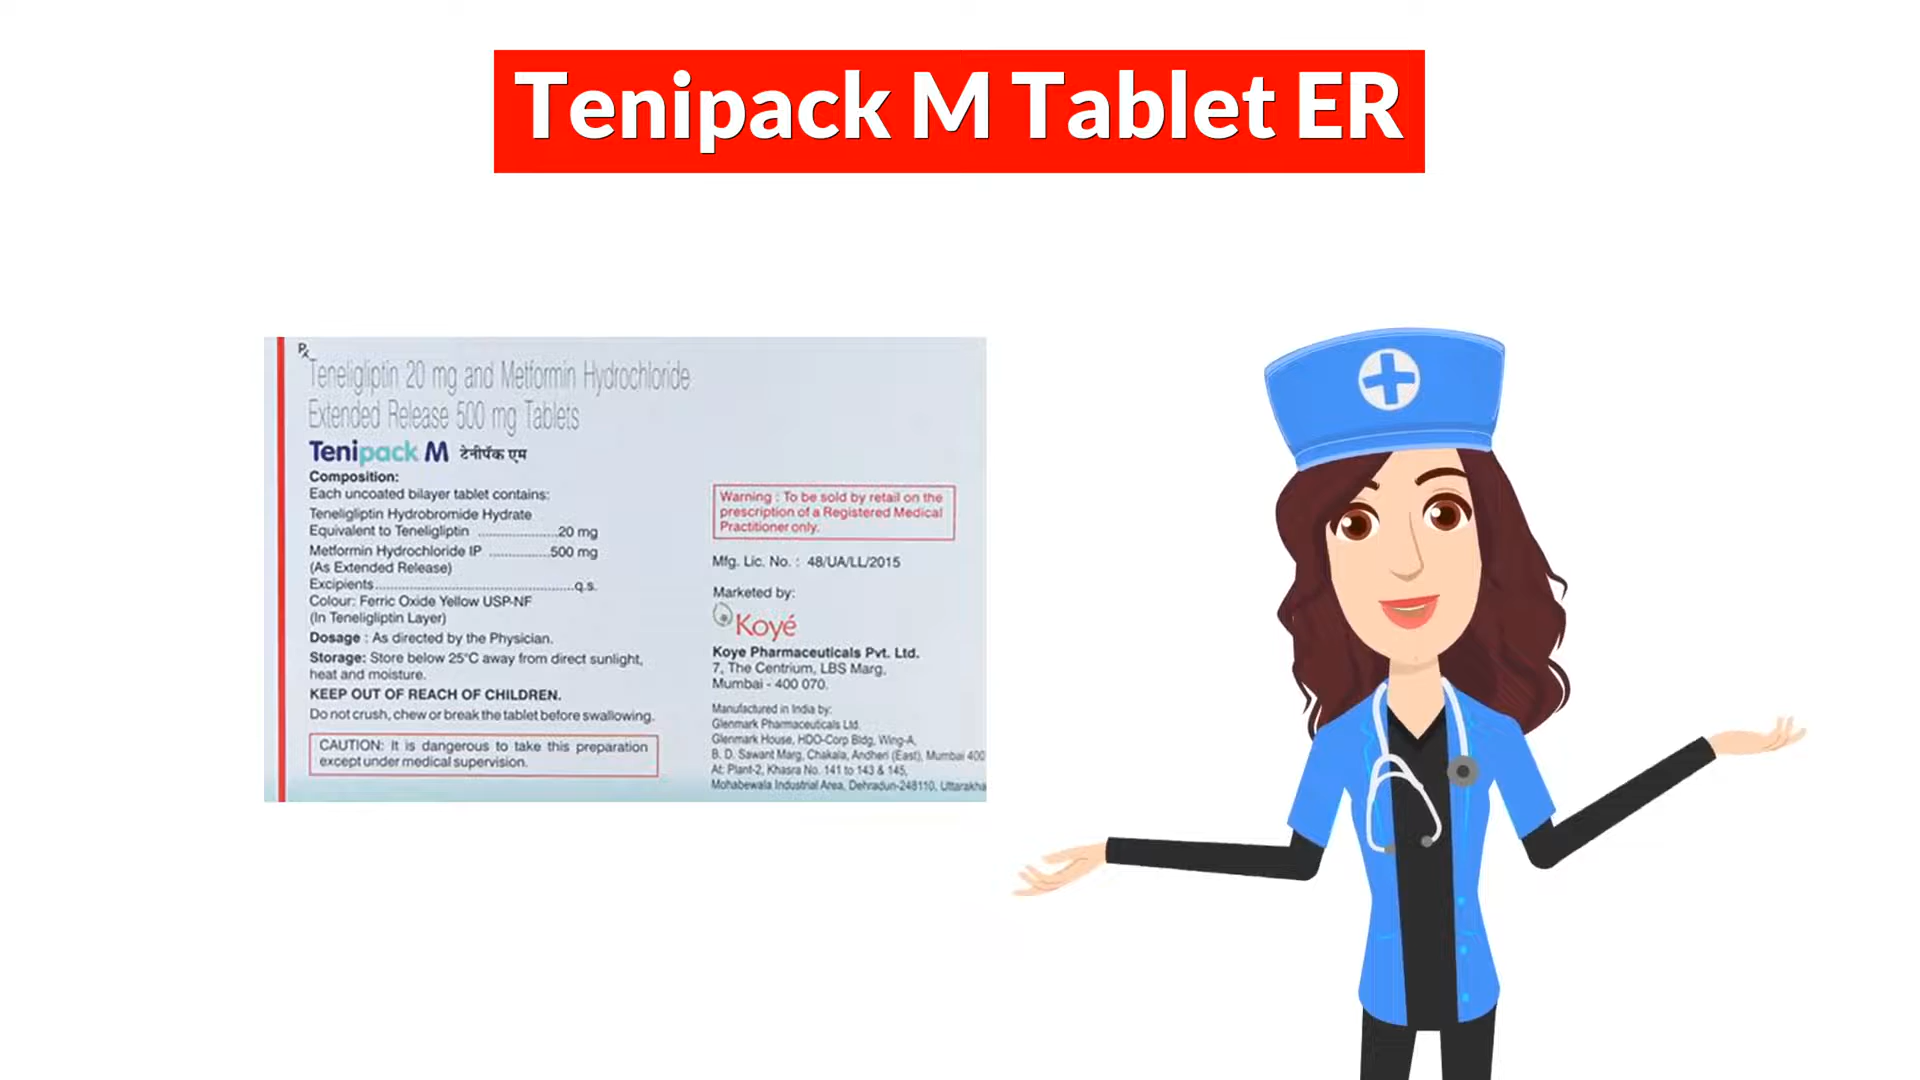 Tenipack M Tablet ER
Rx
Teneligliptin 20 mg and Metformin Hydrochloride
Extended Release 500 mg Tablets
Tenipack M टेनीपॅक एम
Composition:
Each uncoated bilayer tablet contains:
Teneligliptin Hydrobromide Hydrate
Equivalent to Teneligliptin ....................20 mg
Metformin Hydrochloride IP ...............500 mg
(As Extended Release)
Excipients..................................................q.s.
Colour: Ferric Oxide Yellow USP-NF
(In Teneligliptin Layer)
Dosage : As directed by the Physician.
Storage: Store below 25°C away from direct sunlight,
heat and moisture.
KEEP OUT OF REACH OF CHILDREN.
Do not crush, chew or break the tablet before swallowing.
CAUTION: It is dangerous to take this preparation
except under medical supervision.
Warning : To be sold by retail on the
prescription of a Registered Medical
Practitioner only.
Mfg. Lic. No. : 48/UA/LL/2015
Marketed by:
Koyé
Koye Pharmaceuticals Pvt. Ltd.
7, The Centrium, LBS Marg,
Mumbai - 400 070.
Manufactured in India by:
Glenmark Pharmaceuticals Ltd.
Glenmark House, HDO-Corp Bldg, Wing-A,
B. D. Sawant Marg, Chakala, Andheri (East), Mumbai 400
At: Plant-2, Khasra No. 141 to 143 & 145,
Mohabewala Industrial Area, Dehradun-248110, Uttarakha